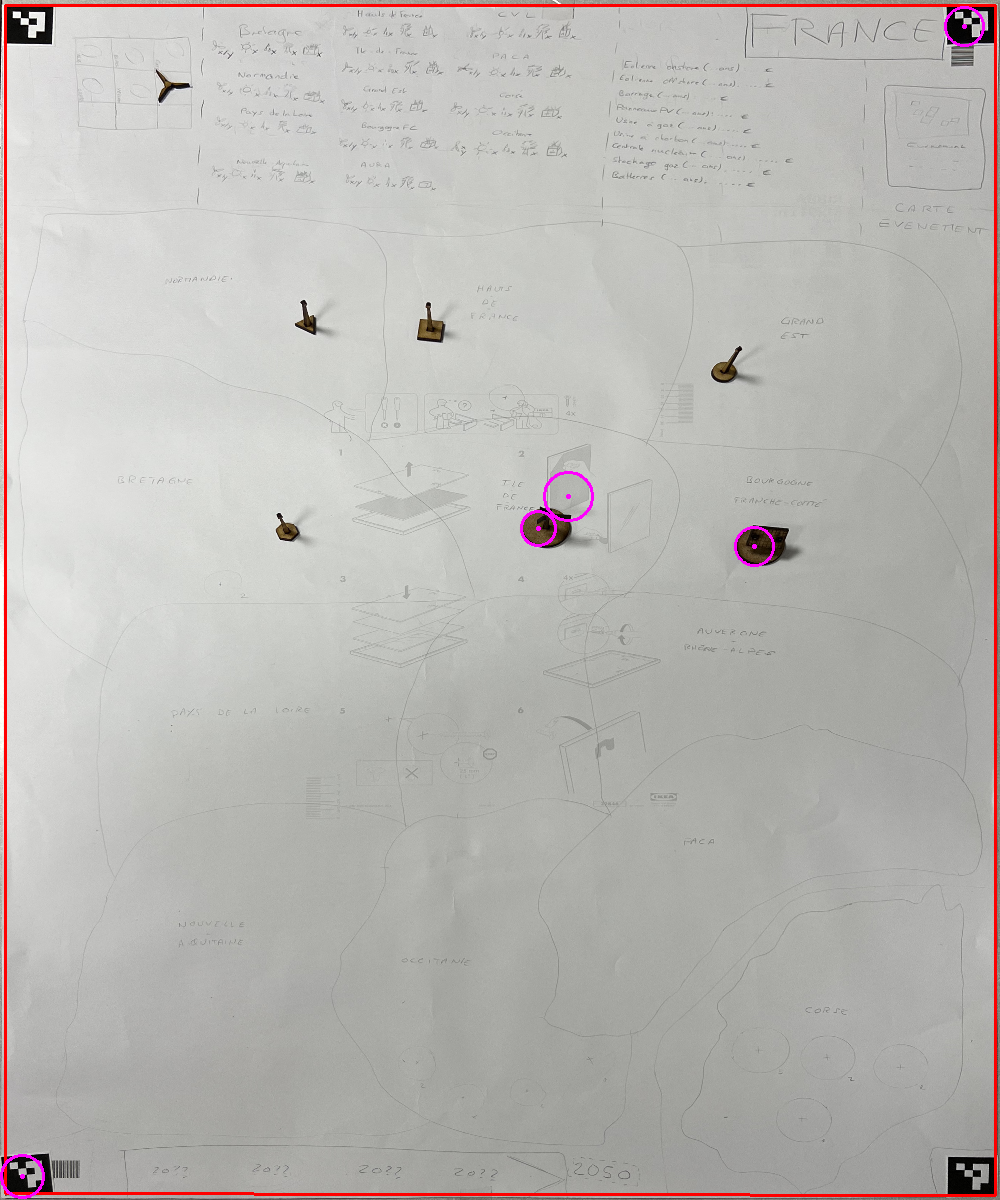 FRANCE
Bretagne
Normandie
Pays de la Loire
Hauts de France
Ile-de-France
Grand Est
Bourgogne FC
AURA
CVL
PACA
Corse
Occitanie
Eolienne onshore (.. ans) .... €
Eolienne offshore (.. ans) .... €
Barrage (.. ans) .... €
Panneaux PV (.. ans) .... €
Usine à gaz (.. ans) .... €
Usine à charbon (.. ans) .... €
Centrale nucléaire (.. ans) .... €
Stockage gaz (.. ans) .... €
Batteries (.. ans) .... €
CARTE
ÉVENEMENT
NORMANDIE
HAUTS
DE
FRANCE
GRAND
EST
BRETAGNE
ILE
DE
FRANCE
BOURGOGNE
FRANCHE-COMTÉ
1
2
3
4
AUVERGNE
RHÔNE-ALPES
PAYS DE LA LOIRE
5
6
IKEA
PACA
NOUVELLE
AQUITAINE
OCCITANIE
CORSE
20??
20??
20??
20??
2050